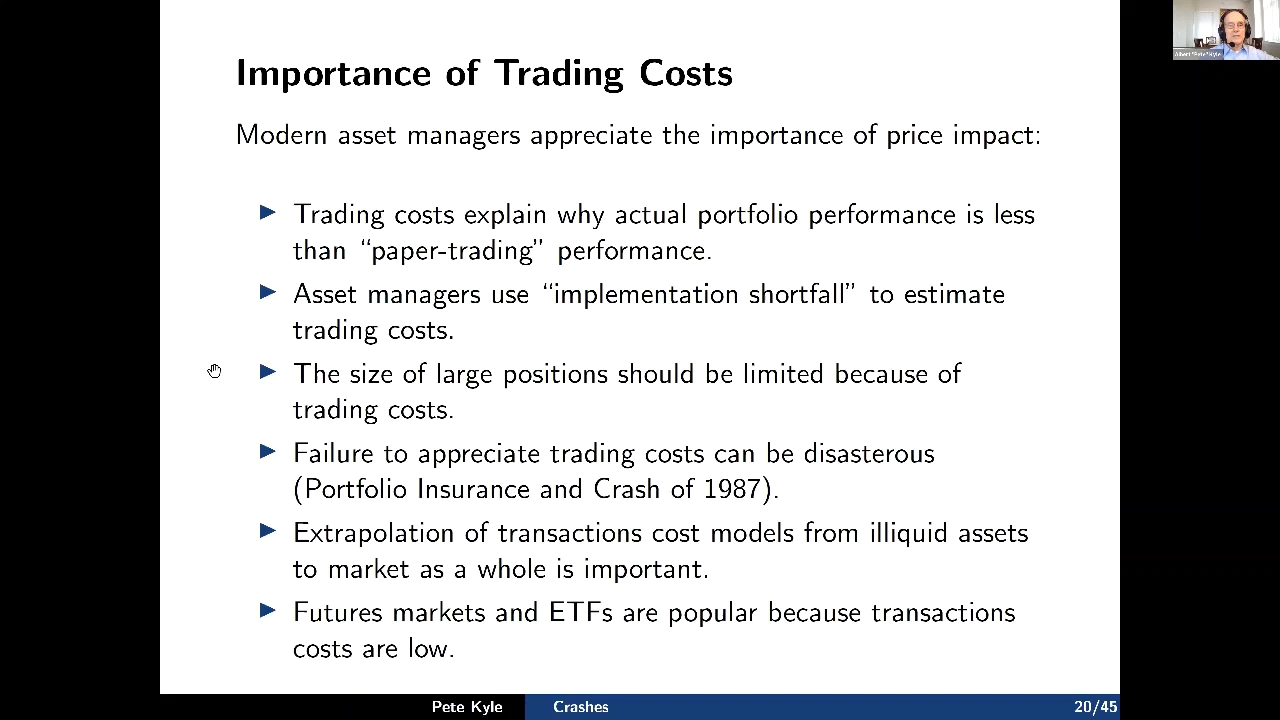 Importance of Trading Costs
Modern asset managers appreciate the importance of price impact:
Trading costs explain why actual portfolio performance is less
than “paper-trading” performance.
Asset managers use “implementation shortfall” to estimate
trading costs.
The size of large positions should be limited because of
trading costs.
Failure to appreciate trading costs can be disasterous
(Portfolio Insurance and Crash of 1987).
Extrapolation of transactions cost models from illiquid assets
to market as a whole is important.
Futures markets and ETFs are popular because transactions
costs are low.
Pete Kyle
Crashes
20/45
Albert "Pete" Kyle